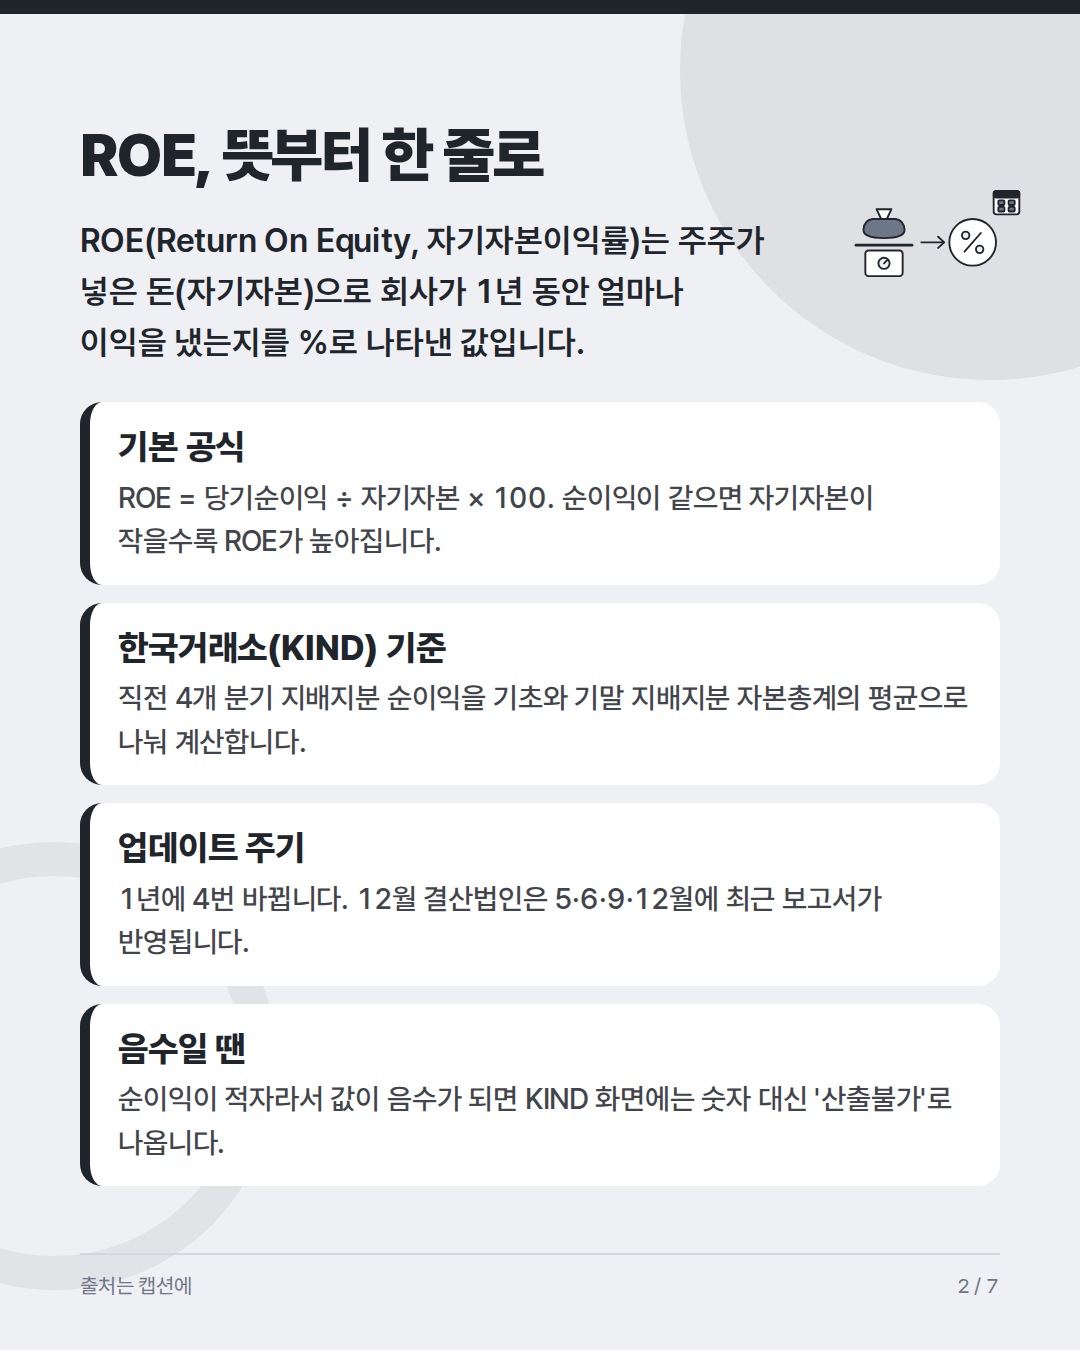 ROE, 뜻부터 한 줄로
ROE(Return On Equity, 자기자본이익률)는 주주가
넣은 돈(자기자본)으로 회사가 1년 동안 얼마나
이익을 냈는지를 %로 나타낸 값입니다.
%
기본 공식
ROE = 당기순이익 ÷ 자기자본 × 100. 순이익이 같으면 자기자본이
작을수록 ROE가 높아집니다.
한국거래소(KIND) 기준
직전 4개 분기 지배지분 순이익을 기초와 기말 지배지분 자본총계의 평균으로
나눠 계산합니다.
업데이트 주기
1년에 4번 바뀝니다. 12월 결산법인은 5·6·9·12월에 최근 보고서가
반영됩니다.
음수일 땐
순이익이 적자라서 값이 음수가 되면 KIND 화면에는 숫자 대신 '산출불가'로
나옵니다.
출처는 캡션에
2 / 7